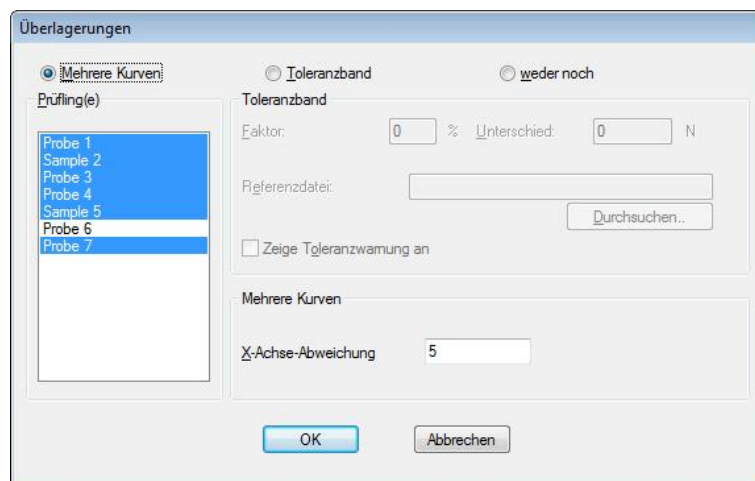 Überlagerungen
Mehrere Kurven
Toleranzband
weder noch
Prüfling(e)
Probe 1
Sample 2
Probe 3
Probe 4
Sample 5
Probe 6
Probe 7
Toleranzband
Faktor: 0 % Unterschied: 0 N
Referenzdatei:
Durchsuchen..
Zeige Toleranzwarnung an
Mehrere Kurven
X-Achse-Abweichung 5
OK
Abbrechen